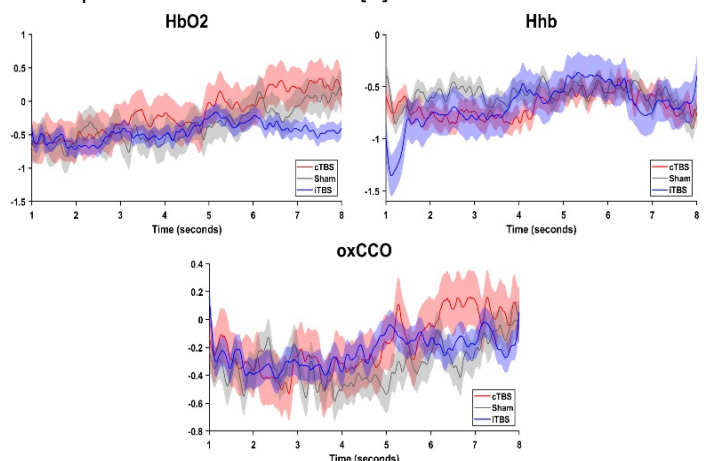 HbO2
1
0.5
0
-0.5
-1
-1.5
1 2 3 4 5 6 7 8
Time (seconds)
cTBS
Sham
iTBS
Hhb
0
-0.5
-1
-1.5
1 2 3 4 5 6 7 8
Time (seconds)
cTBS
Sham
iTBS
oxCCO
0.4
0.2
0
-0.2
-0.4
-0.6
-0.8
1 2 3 4 5 6 7 8
Time (seconds)
cTBS
Sham
iTBS